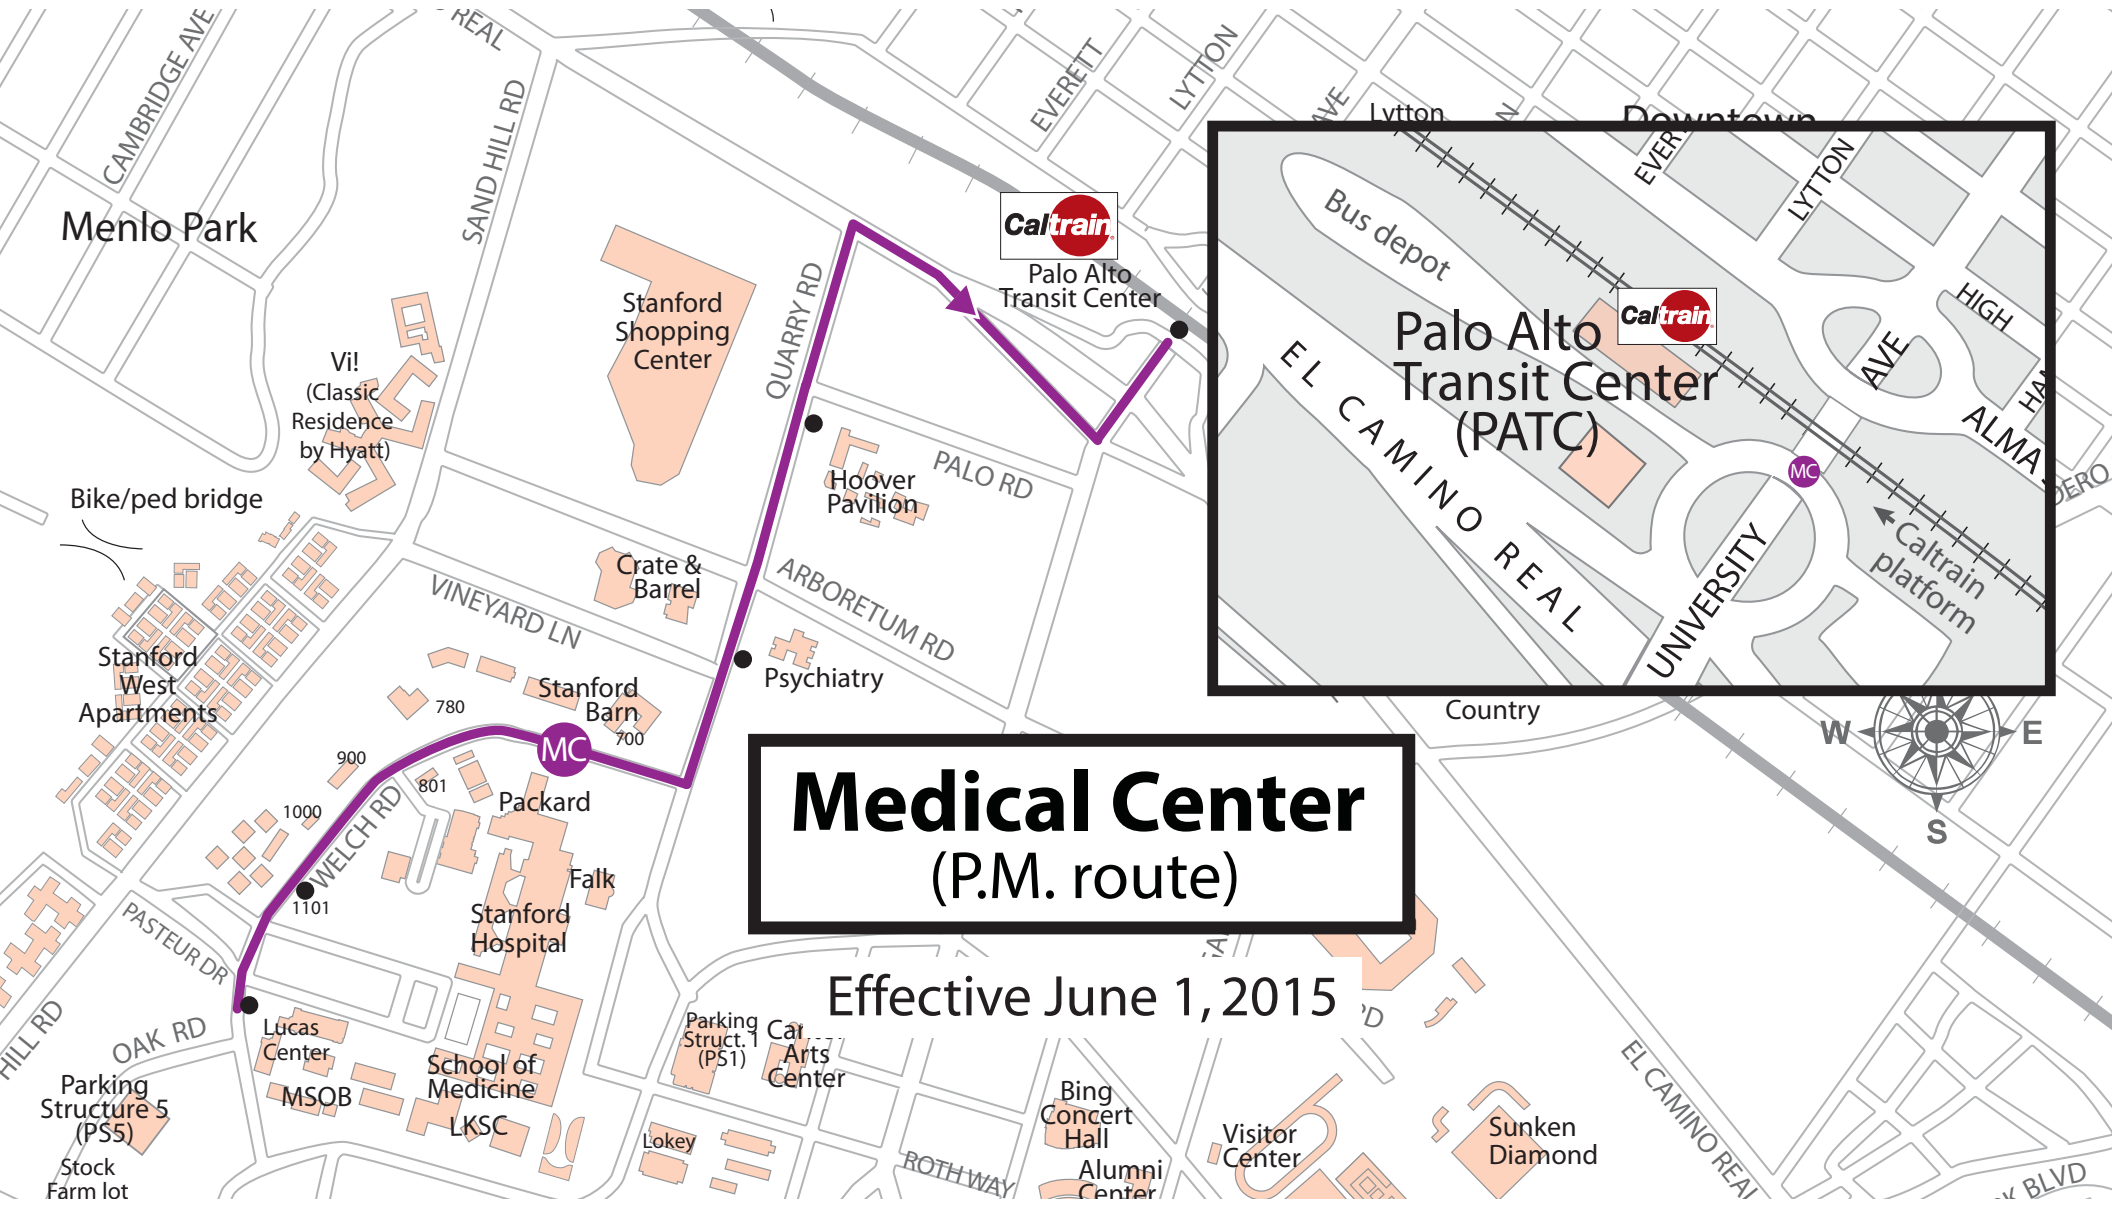 REAL
CAMBRIDGE AVE
SAND HILL RD
EVERETT
LYTTON
AVE
Lytton
Downtown
Menlo Park
Caltrain
Palo Alto
Transit Center
Stanford
Shopping
Center
QUARRY RD
Vi!
(Classic
Residence
by Hyatt)
Hoover
Pavilion
PALO RD
Bike/ped bridge
Crate &
Barrel
ARBORETUM RD
VINEYARD LN
Stanford
West
Apartments
Psychiatry
Stanford
Barn
780
700
MC
900
801
1000
Packard
WELCH RD
1101
Falk
Stanford
Hospital
PASTEUR DR
Lucas
Center
OAK RD
HILL RD
Parking
Structure 5
(PS5)
MSOB
School of
Medicine
LKSC
Stock
Farm lot
Parking
Struct. 1
(PS1)
Arts
Center
Lokey
ROTH WAY
Bing
Concert
Hall
Alumni
Center
Visitor
Center
Sunken
Diamond
EL CAMINO REAL
BLVD
Medical Center
(P.M. route)
Effective June 1, 2015
Country
W
E
S
Bus depot
LYTTON
Caltrain
Palo Alto
Transit Center
(PATC)
EL CAMINO REAL
HIGH
AVE
ALMA
MC
UNIVERSITY
Caltrain
platform